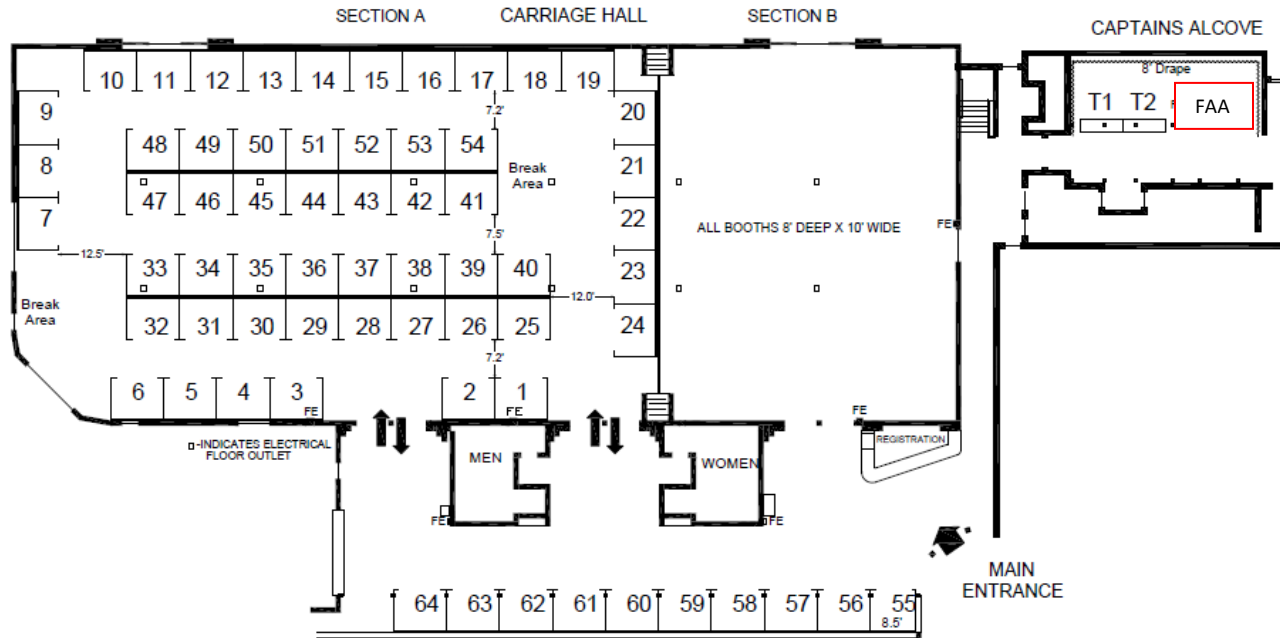 SECTION A CARRIAGE HALL SECTION B
CAPTAINS ALCOVE
8' Drape
10 11 12 13 14 15 16 17 18 19
T1 T2 FAA
9 7.2' 20
48 49 50 51 52 53 54
8 Break Area 21
47 46 45 44 43 42 41
7 22
7.5' ALL BOOTHS 8' DEEP X 10' WIDE FE
12.5'
33 34 35 36 37 38 39 40 23
12.0'
Break
Area
32 31 30 29 28 27 26 25 24
7.2'
6 5 4 3 2 1
FE FE FE
-INDICATES ELECTRICAL
FLOOR OUTLET
REGISTRATION
MEN WOMEN
FE FE
MAIN
ENTRANCE
64 63 62 61 60 59 58 57 56 55
8.5'